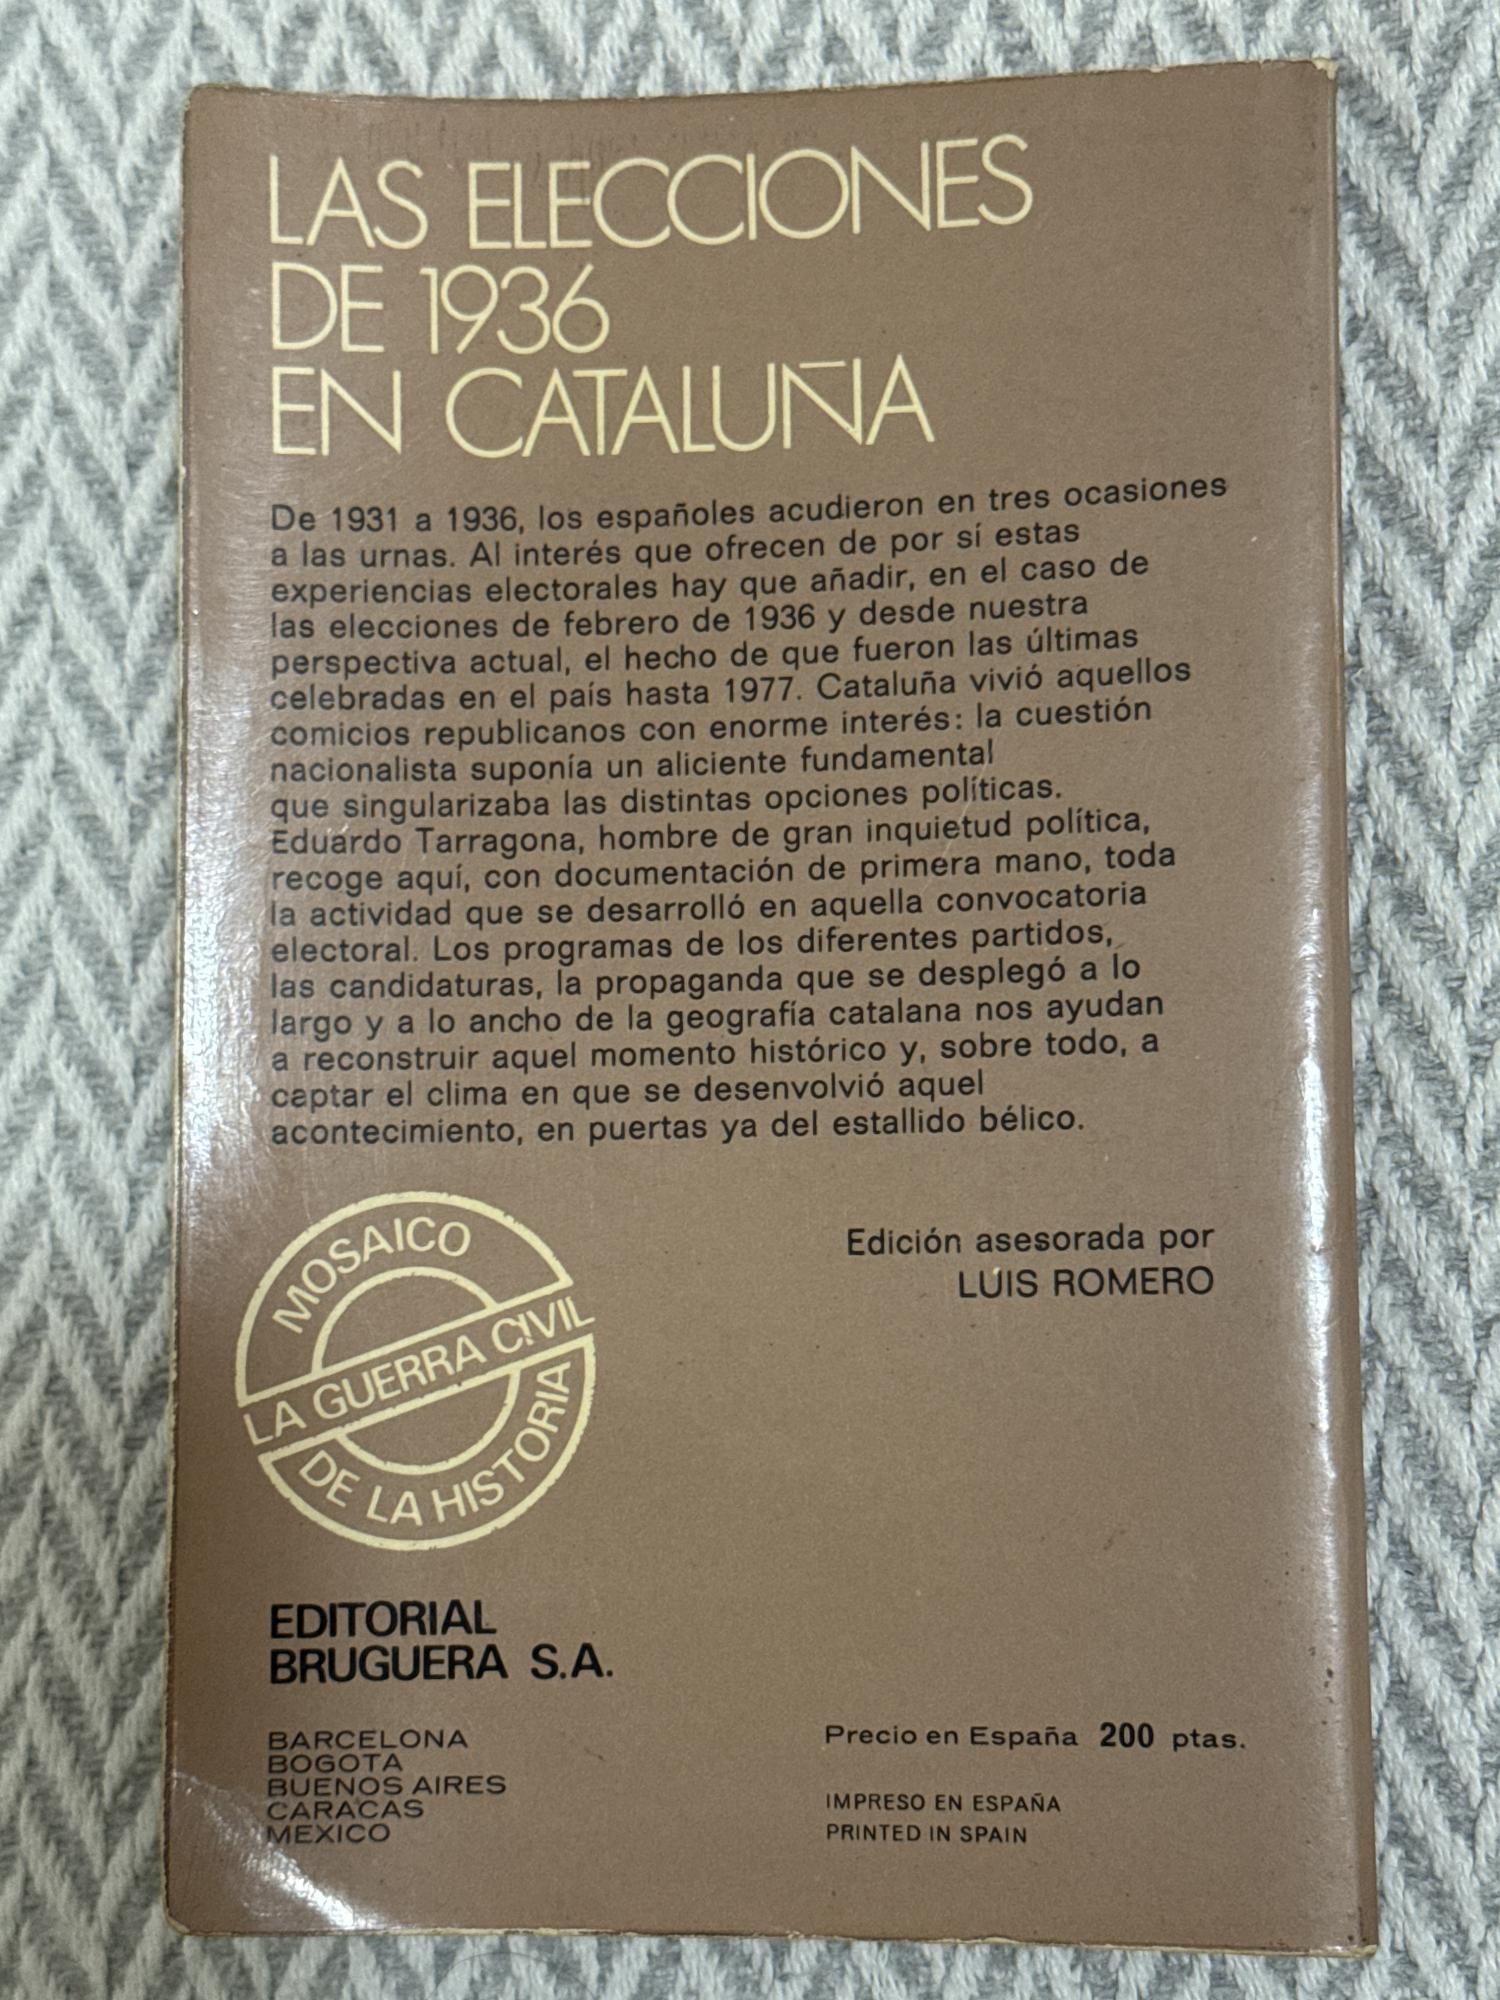 LAS ELECCIONES
DE 1936
EN CATALUÑA
De 1931 a 1936, los españoles acudieron en tres ocasiones
a las urnas. Al interés que ofrecen de por sí estas
experiencias electorales hay que añadir, en el caso de
las elecciones de febrero de 1936 y desde nuestra
perspectiva actual, el hecho de que fueron las últimas
celebradas en el país hasta 1977. Cataluña vivió aquellos
comicios republicanos con enorme interés: la cuestión
nacionalista suponía un aliciente fundamental
que singularizaba las distintas opciones políticas.
Eduardo Tarragona, hombre de gran inquietud política,
recoge aquí, con documentación de primera mano, toda
la actividad que se desarrolló en aquella convocatoria
electoral. Los programas de los diferentes partidos,
las candidaturas, la propaganda que se desplegó a lo
largo y a lo ancho de la geografía catalana nos ayudan
a reconstruir aquel momento histórico y, sobre todo, a
captar el clima en que se desenvolvió aquel
acontecimiento, en puertas ya del estallido bélico.
Edición asesorada por
LUIS ROMERO
MOSAICO
LA GUERRA CIVIL
DE LA HISTORIA
EDITORIAL
BRUGUERA S.A.
BARCELONA
BOGOTA
BUENOS AIRES
CARACAS
MEXICO
Precio en España 200 ptas.
IMPRESO EN ESPAÑA
PRINTED IN SPAIN